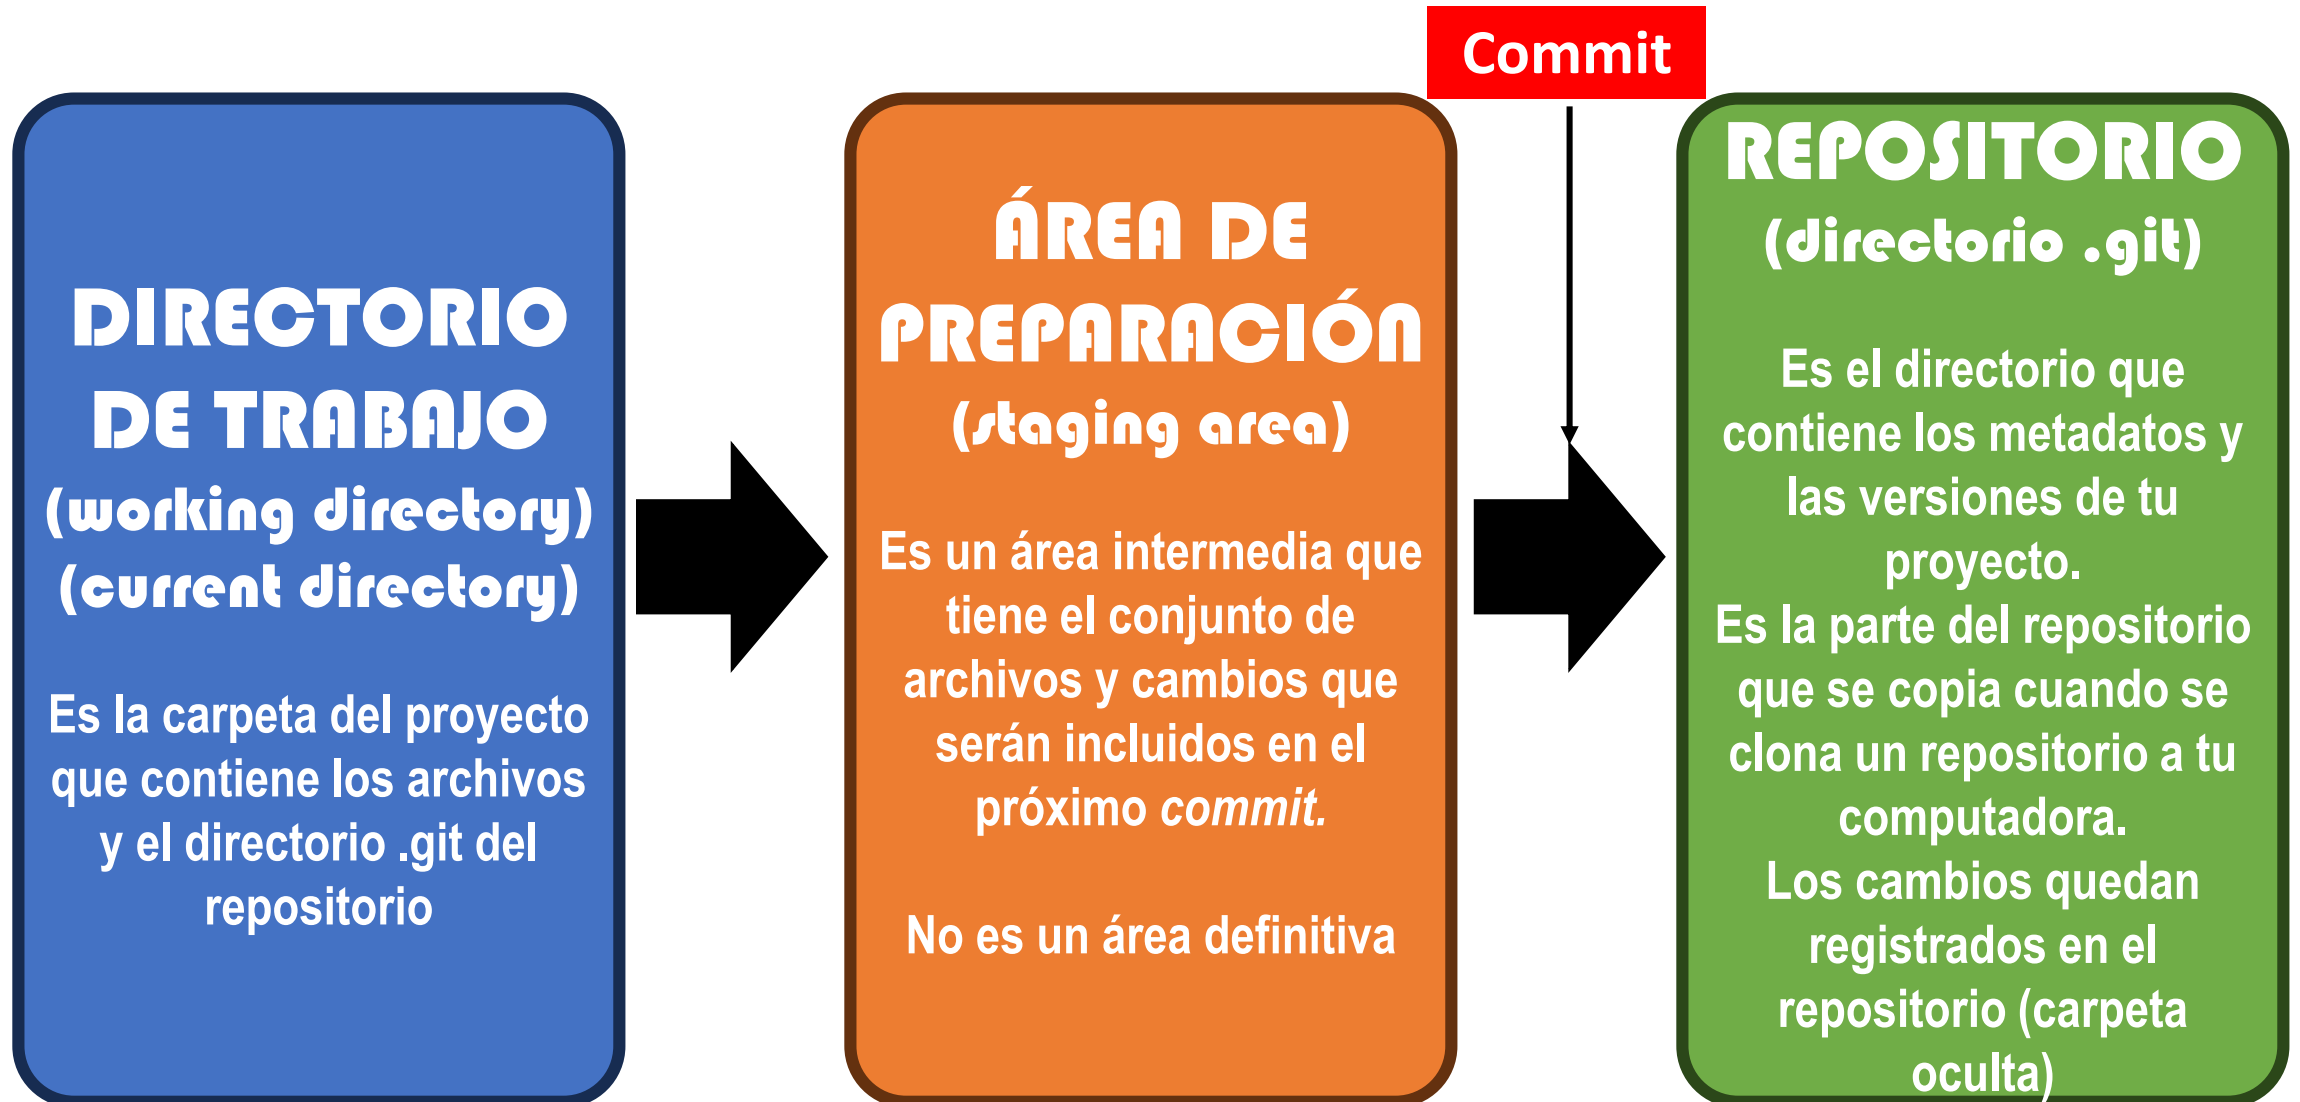 Commit
DIRECTORIO
DE TRABAJO
(working directory)
(current directory)
Es la carpeta del proyecto
que contiene los archivos
y el directorio .git del
repositorio
ÁREA DE
PREPARACIÓN
(staging area)
Es un área intermedia que
tiene el conjunto de
archivos y cambios que
serán incluidos en el
próximo commit.
No es un área definitiva
REPOSITORIO
(directorio .git)
Es el directorio que
contiene los metadatos y
las versiones de tu
proyecto.
Es la parte del repositorio
que se copia cuando se
clona un repositorio a tu
computadora.
Los cambios quedan
registrados en el
repositorio (carpeta
oculta)